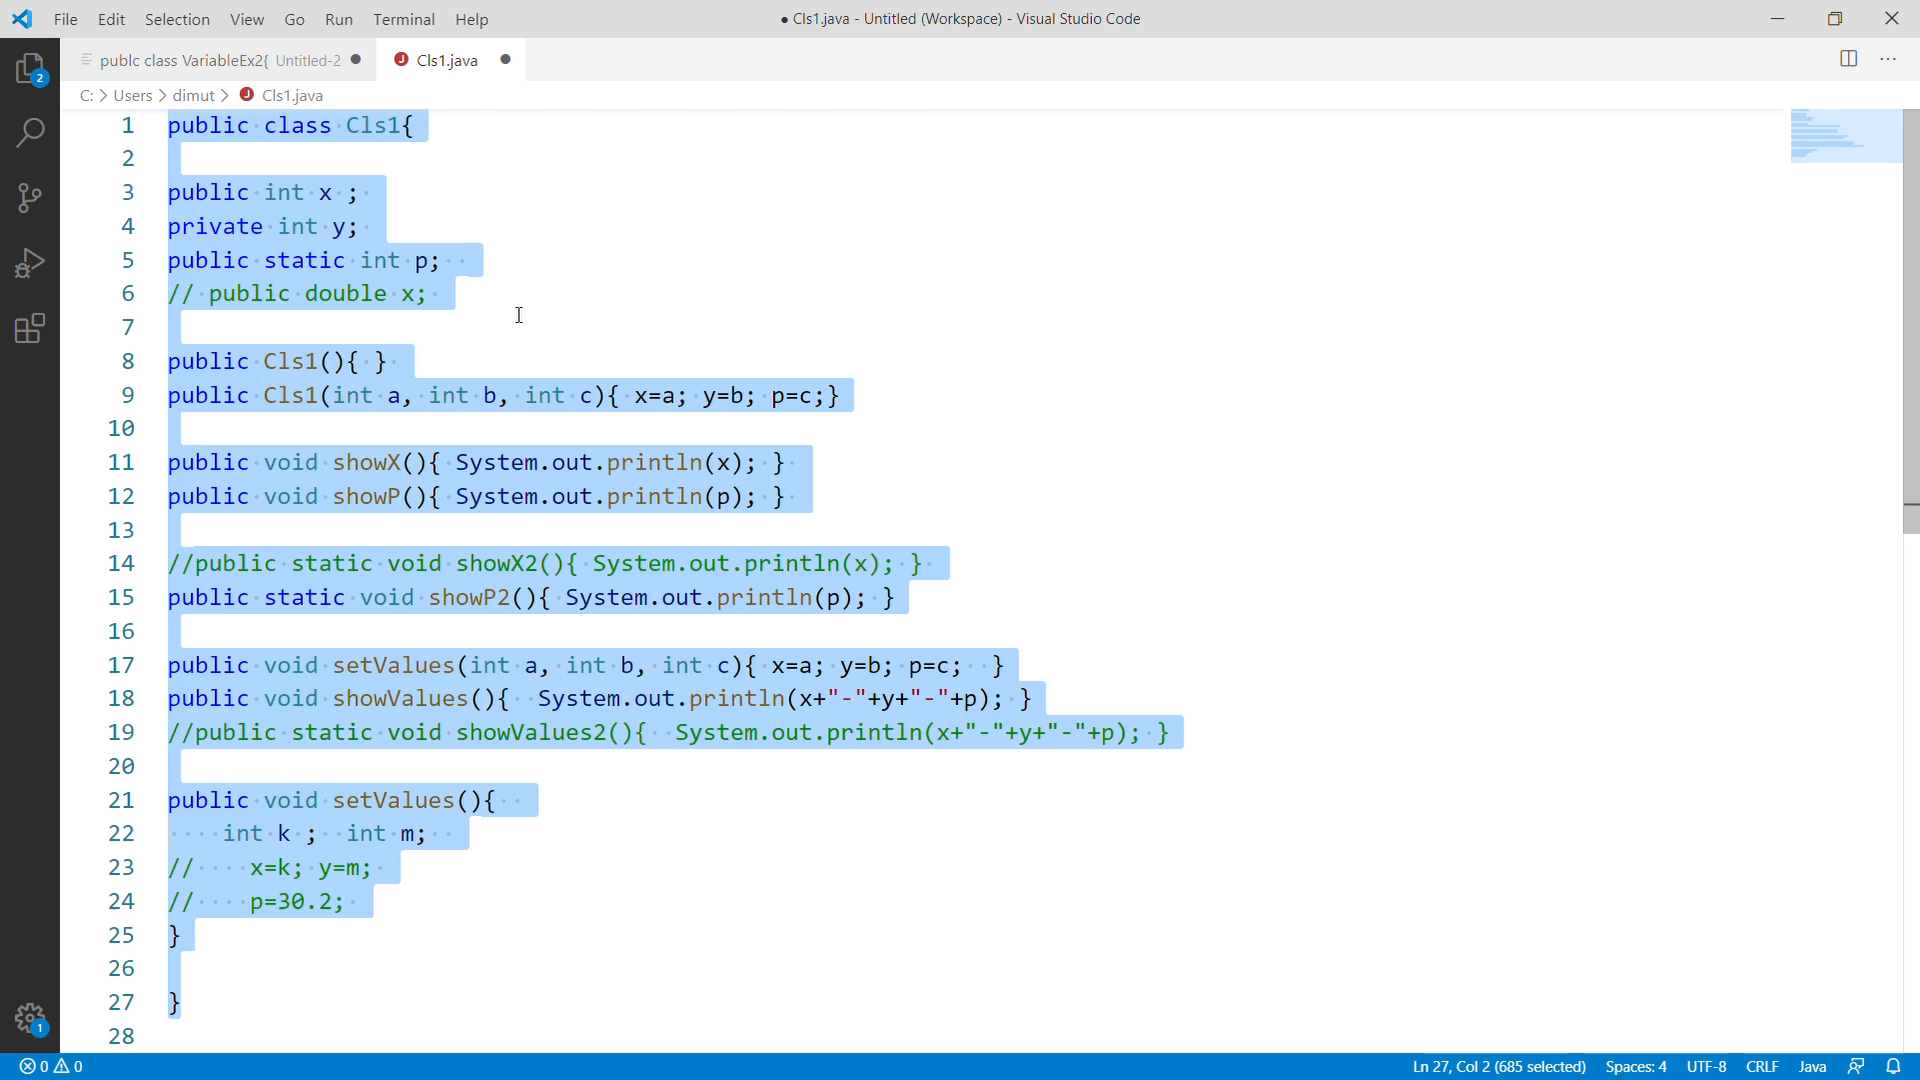 File Edit Selection View Go Run Terminal Help
● Cls1.java - Untitled (Workspace) - Visual Studio Code
publc class VariableEx2{ Untitled-2 ●
J Cls1.java ●
C: > Users > dimut > J Cls1.java
2
1 public class Cls1{
2
3 public int x ;
4 private int y;
5 public static int p;
6 // public double x;
7
8 public Cls1(){ }
9 public Cls1(int a, int b, int c){ x=a; y=b; p=c;}
10
11 public void showX(){ System.out.println(x); }
12 public void showP(){ System.out.println(p); }
13
14 //public static void showX2(){ System.out.println(x); }
15 public static void showP2(){ System.out.println(p); }
16
17 public void setValues(int a, int b, int c){ x=a; y=b; p=c;  }
18 public void showValues(){  System.out.println(x+"-"+y+"-"+p); }
19 //public static void showValues2(){  System.out.println(x+"-"+y+"-"+p); }
20
21 public void setValues(){
22     int k ;  int m;
23 //    x=k; y=m;
24 //    p=30.2;
25 }
26
27 }
28
1
0 0 Ln 27, Col 2 (685 selected) Spaces: 4 UTF-8 CRLF Java